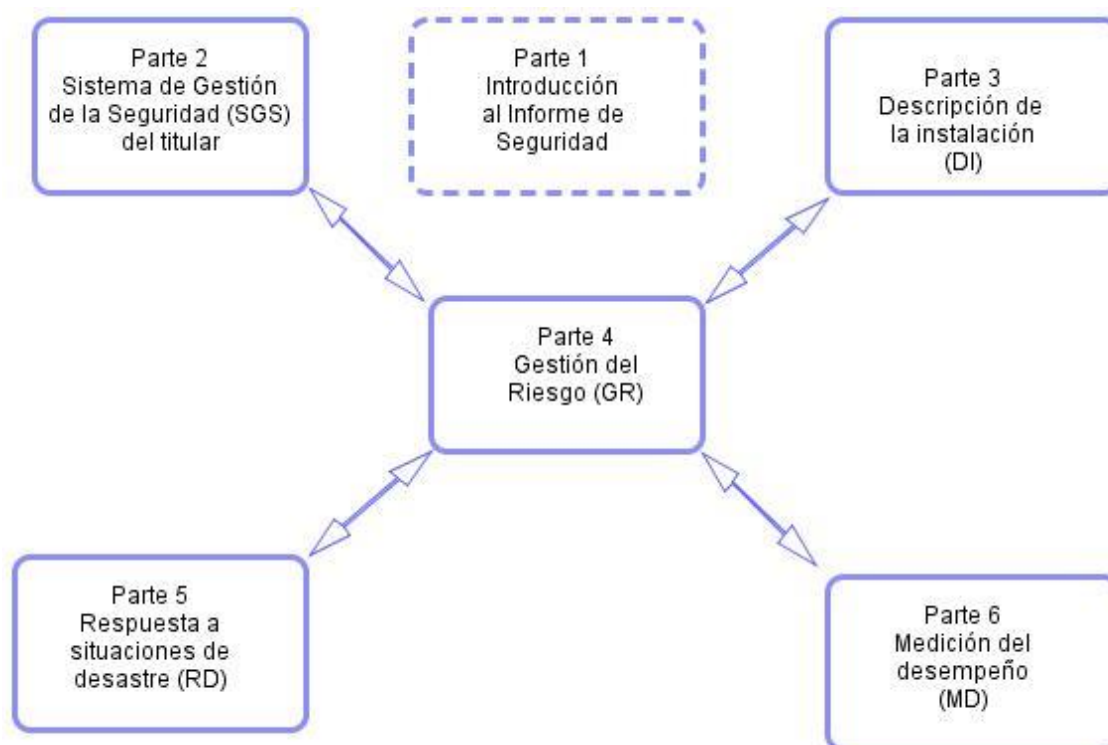 Parte 2
Sistema de Gestión
de la Seguridad (SGS)
del titular
Parte 1
Introducción
al Informe de
Seguridad
Parte 3
Descripción de
la instalación
(DI)
Parte 4
Gestión del
Riesgo (GR)
Parte 5
Respuesta a
situaciones de
desastre (RD)
Parte 6
Medición del
desempeño
(MD)